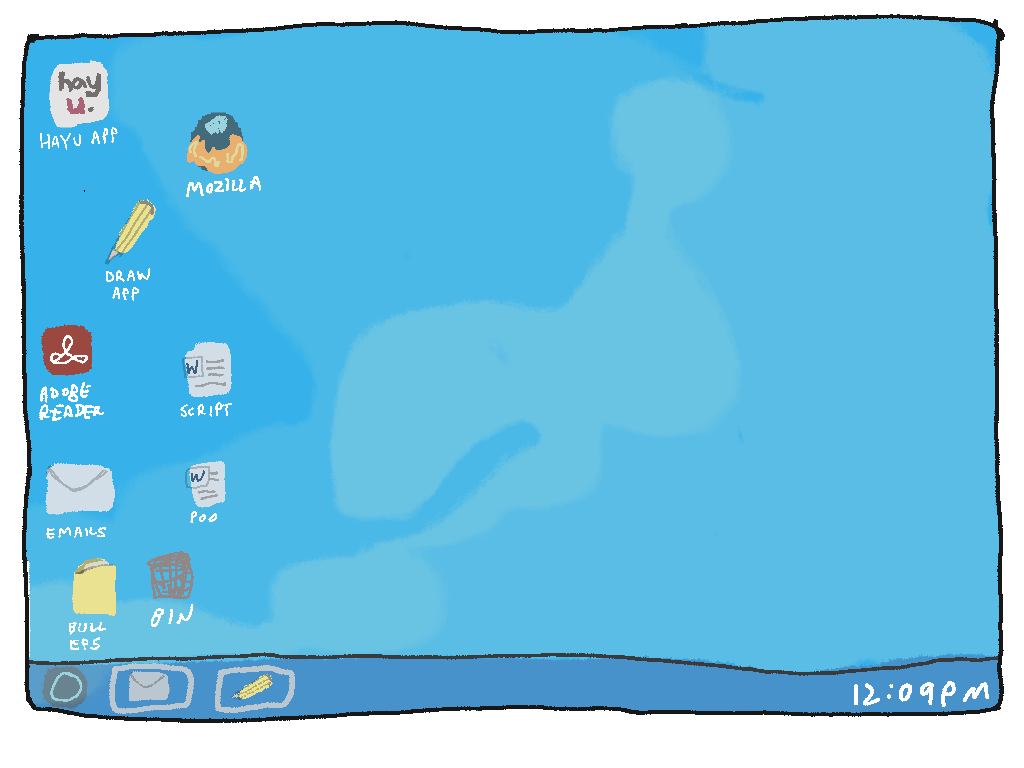 hay
u.
HAYU APP
MOZILLA
DRAW
APP
ADOBE
READER
W
SCRIPT
EMAILS
W
POO
BULL
EPS
BIN
12:09PM